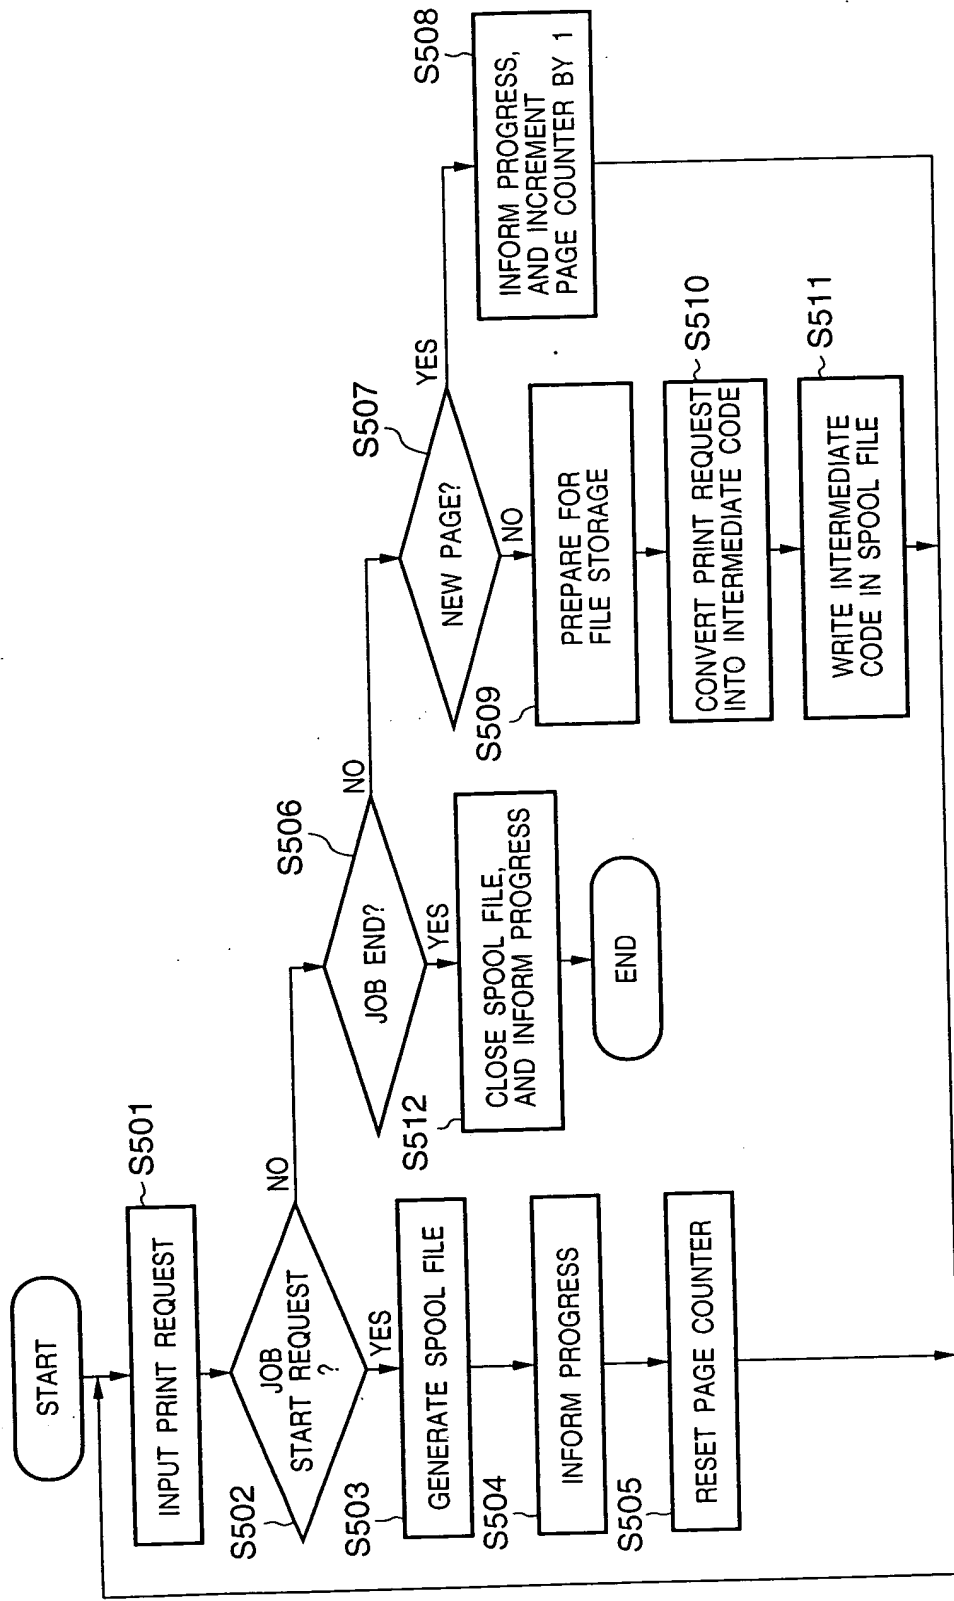 START
INPUT PRINT REQUEST
S501
JOB
START REQUEST
?
S502
NO
YES
GENERATE SPOOL FILE
S503
INFORM PROGRESS
S504
RESET PAGE COUNTER
S505
JOB END?
S506
NO
YES
CLOSE SPOOL FILE,
AND INFORM PROGRESS
S512
END
NEW PAGE?
S507
YES
NO
INFORM PROGRESS,
AND INCREMENT
PAGE COUNTER BY 1
S508
PREPARE FOR
FILE STORAGE
S509
CONVERT PRINT REQUEST
INTO INTERMEDIATE CODE
S510
WRITE INTERMEDIATE
CODE IN SPOOL FILE
S511